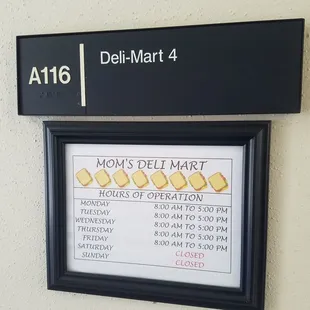 A116
Deli-Mart 4
MOM'S DELI MART
HOURS OF OPERATION
MONDAY 8:00 AM TO 5:00 PM
TUESDAY 8:00 AM TO 5:00 PM
WEDNESDAY 8:00 AM TO 5:00 PM
THURSDAY 8:00 AM TO 5:00 PM
FRIDAY 8:00 AM TO 5:00 PM
SATURDAY CLOSED
SUNDAY CLOSED